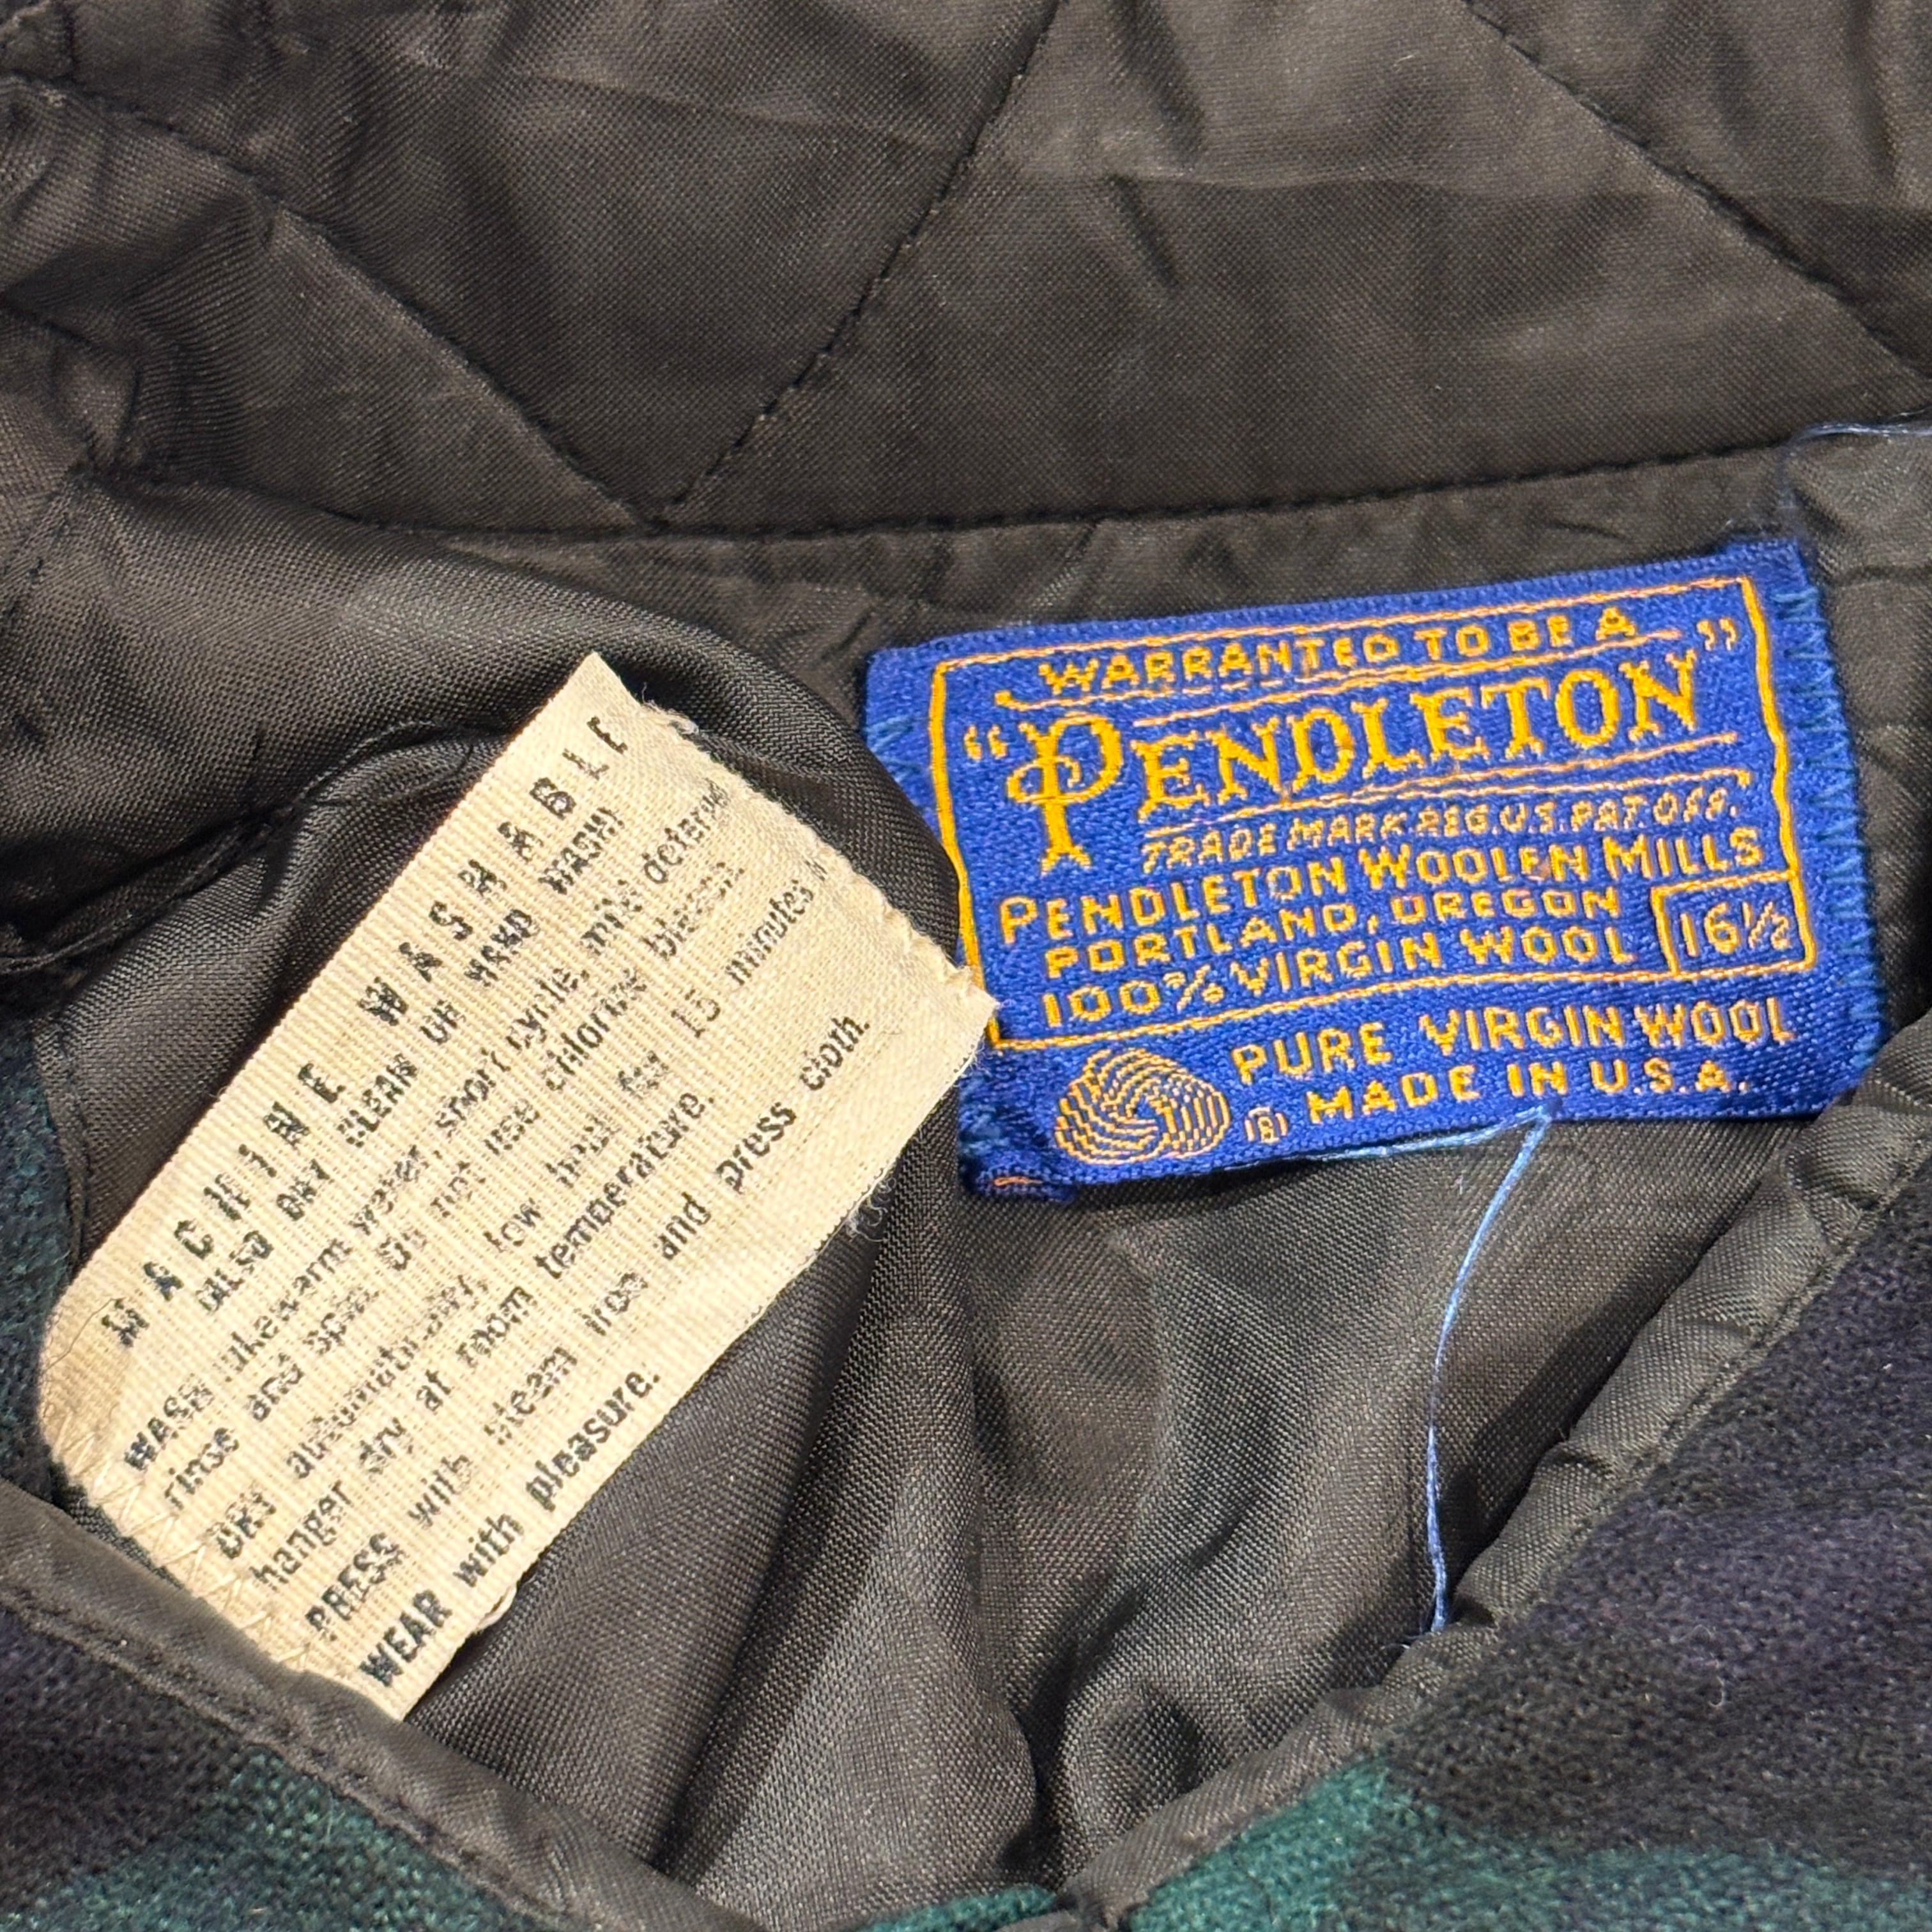 MACHINE WASHABLE
ALSO DRY CLEAN OR HAND WASH!
WASH lukewarm water, short cycle, mild
rinse and spin. Do not use chlorine bleach.
DRY automatic dry, low heat for 15 minutes
hanger dry at room temperature.
PRESS with steam iron and press cloth.
WEAR with pleasure.
WARRANTED TO BE A
"PENDLETON"
TRADE MARK REG. U.S. PAT. OFF.
PENDLETON WOOLEN MILLS
PORTLAND, OREGON
100% VIRGIN WOOL
16½
PURE VIRGIN WOOL
® MADE IN U.S.A.